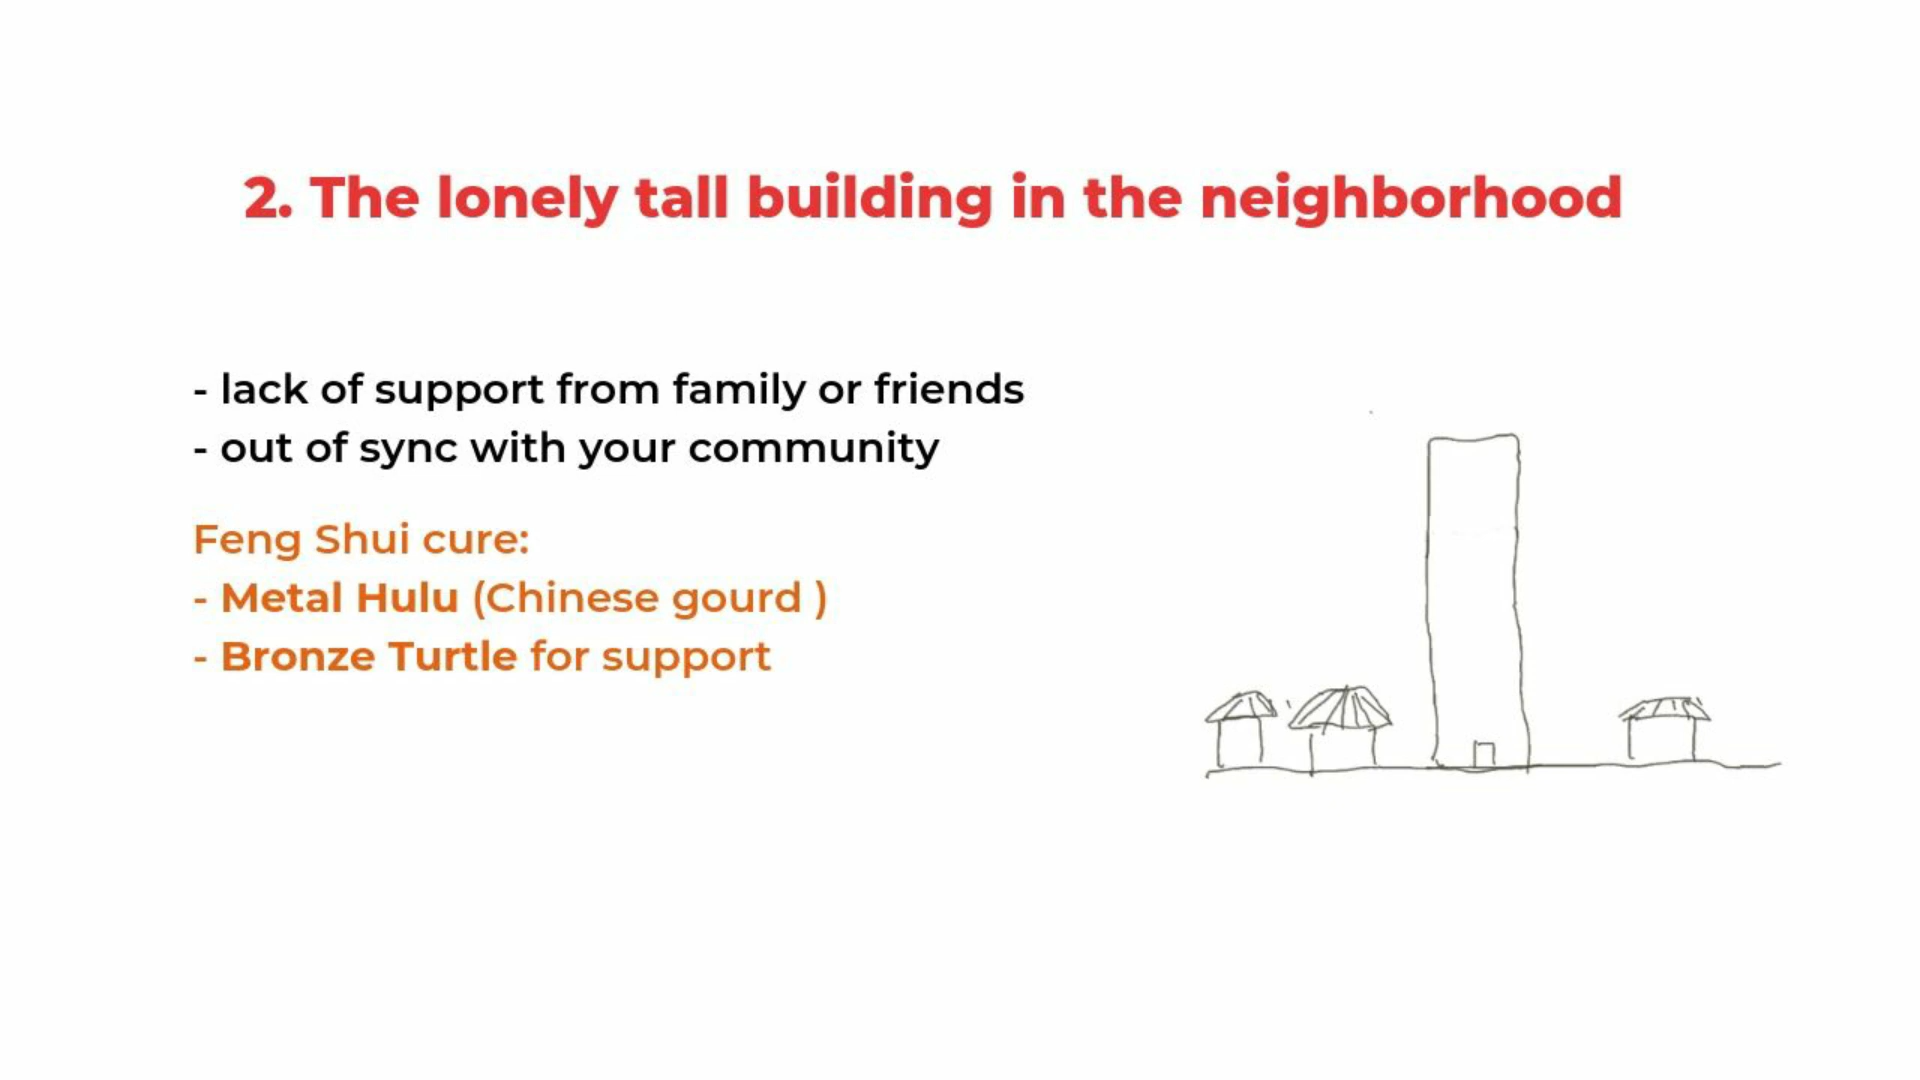 2. The lonely tall building in the neighborhood
- lack of support from family or friends
- out of sync with your community
Feng Shui cure:
- Metal Hulu (Chinese gourd )
- Bronze Turtle for support